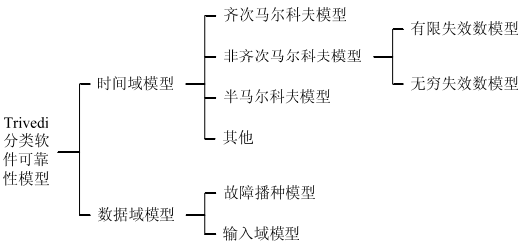 Trivedi
分类软
件可靠
性模型
时间域模型
数据域模型
齐次马尔科夫模型
非齐次马尔科夫模型
半马尔科夫模型
其他
故障播种模型
输入域模型
有限失效数模型
无穷失效数模型